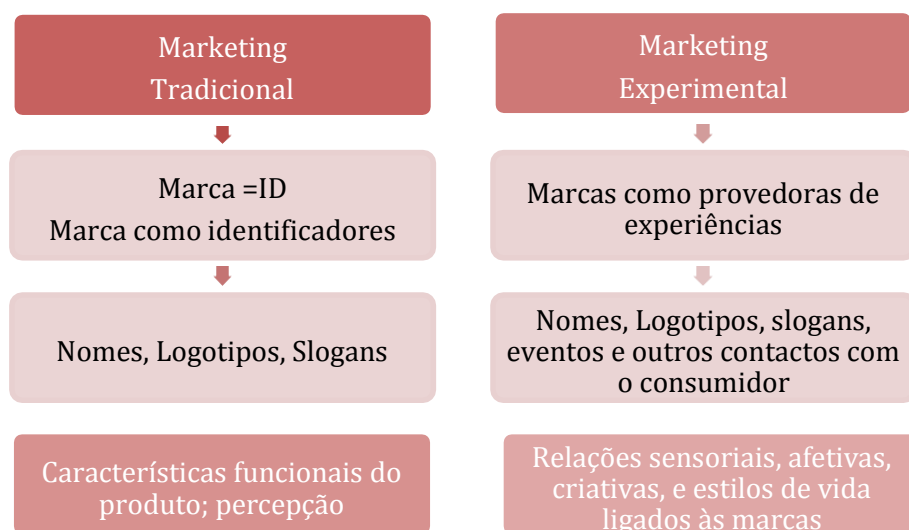 Marketing
Tradicional
Marca =ID
Marca como identificadores
Nomes, Logotipos, Slogans
Características funcionais do
produto; percepção
Marketing
Experimental
Marcas como provedoras de
experiências
Nomes, Logotipos, slogans,
eventos e outros contactos com
o consumidor
Relações sensoriais, afetivas,
criativas, e estilos de vida
ligados às marcas